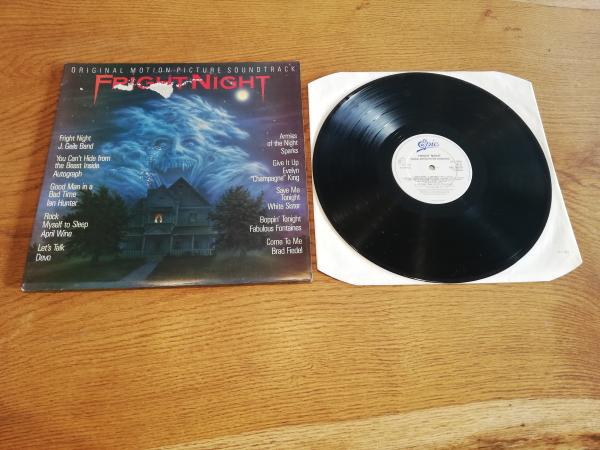 ORIGINAL MOTION PICTURE SOUNDTRACK
FRIGHT NIGHT
Fright Night
J. Geils Band
You Can't Hide from
the Beast Inside
Autograph
Good Man in a
Bad Time
Ian Hunter
Rock
Myself to Sleep
April Wine
Let's Talk
Devo
Armies
of the Night
Sparks
Give It Up
Evelyn
"Champagne" King
Save Me
Tonight
White Sister
Boppin' Tonight
Fabulous Fontaines
Come To Me
Brad Fiedel
Epic
FRIGHT NIGHT